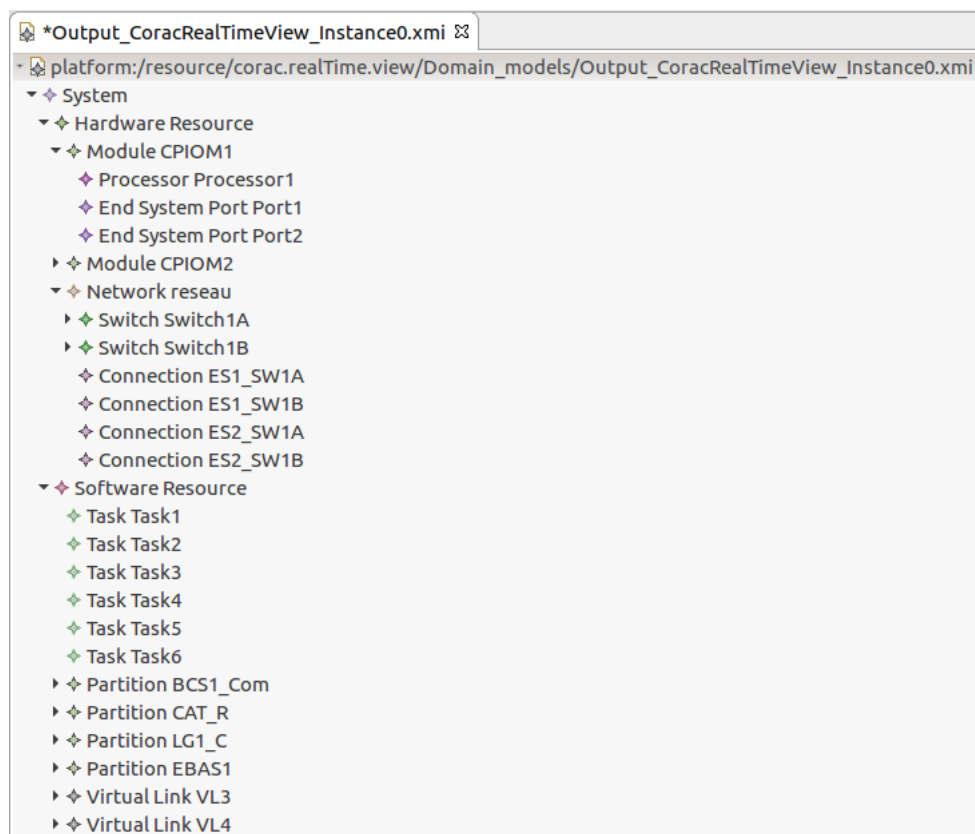 *Output_CoracRealTimeView_Instance0.xmi
platform:/resource/corac.realTime.view/Domain_models/Output_CoracRealTimeView_Instance0.xmi
System
Hardware Resource
Module CPIOM1
Processor Processor1
End System Port Port1
End System Port Port2
Module CPIOM2
Network reseau
Switch Switch1A
Switch Switch1B
Connection ES1_SW1A
Connection ES1_SW1B
Connection ES2_SW1A
Connection ES2_SW1B
Software Resource
Task Task1
Task Task2
Task Task3
Task Task4
Task Task5
Task Task6
Partition BCS1_Com
Partition CAT_R
Partition LG1_C
Partition EBAS1
Virtual Link VL3
Virtual Link VL4